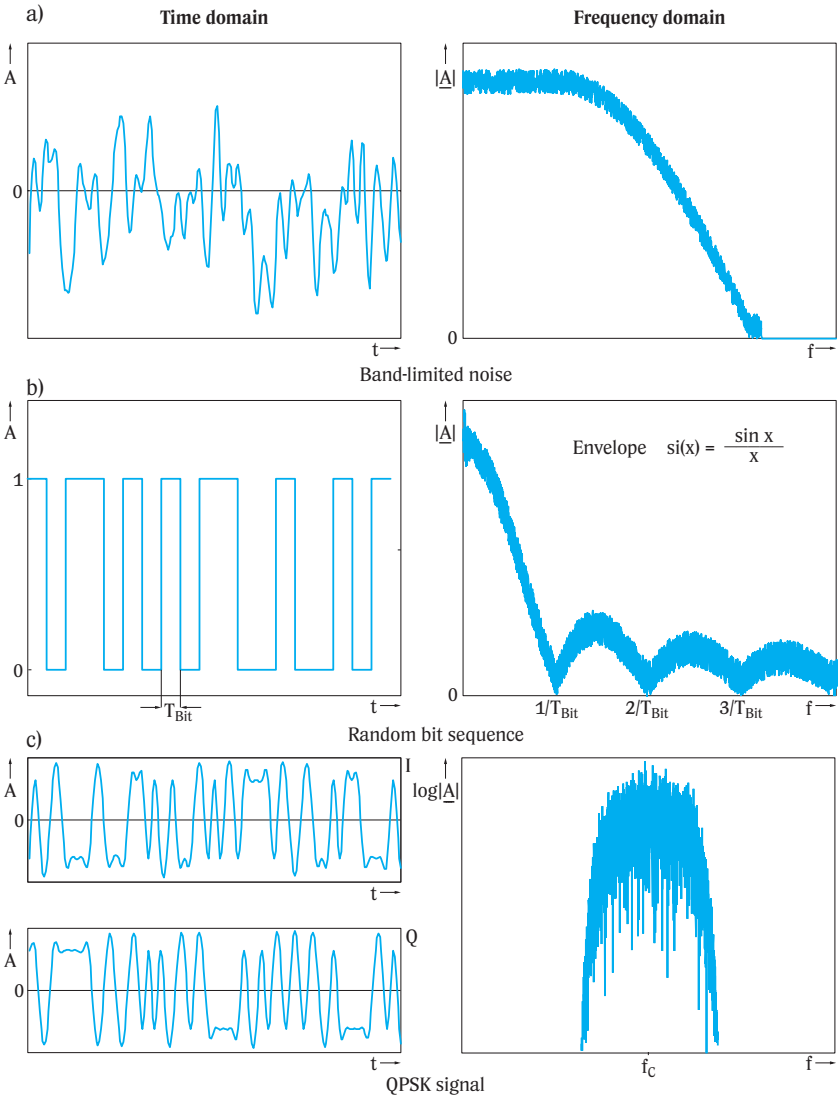 a)
Time domain
Frequency domain
A
0
t
|A|
0
f
Band-limited noise
b)
A
1
0
T_Bit
t
|A|
Envelope si(x) = sin x / x
0
1/T_Bit 2/T_Bit 3/T_Bit f
Random bit sequence
c)
A
0
I
t
A
0
Q
t
log|A|
f_C
f
QPSK signal